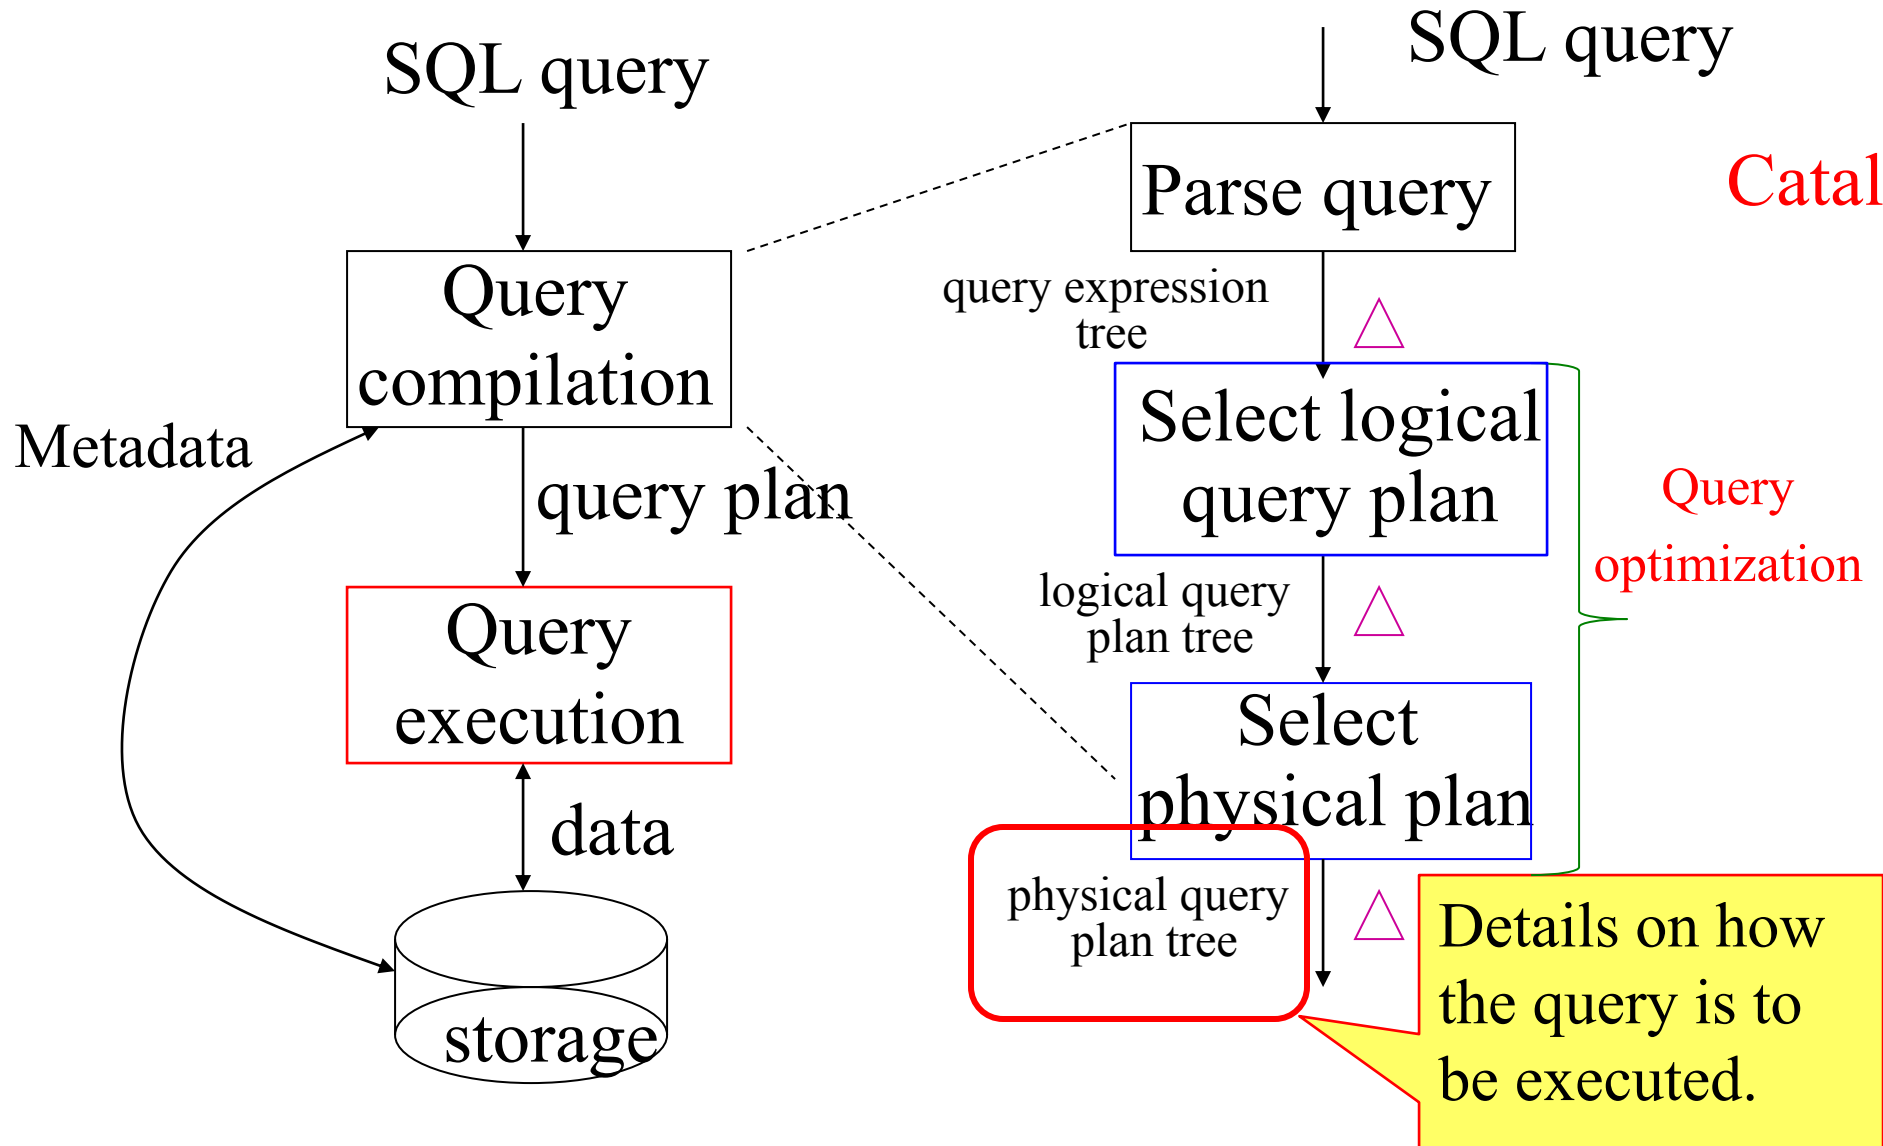 SQL query
Query
compilation
Metadata
query plan
Query
execution
data
storage
SQL query
Parse query
Catal
query expression
tree
Select logical
query plan
Query
optimization
logical query
plan tree
Select
physical plan
physical query
plan tree
Details on how
the query is to
be executed.